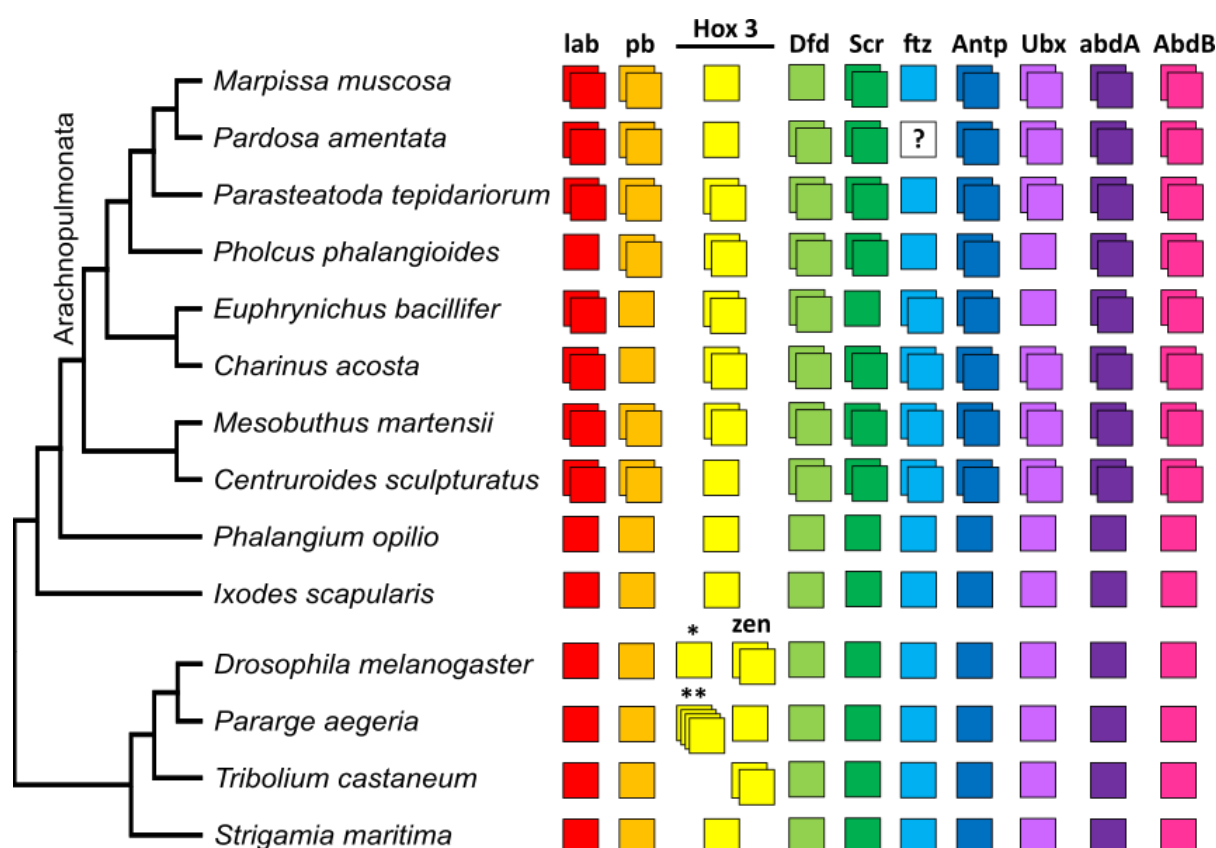 Hox 3
lab pb Dfd Scr ftz Antp Ubx abdA AbdB
Arachnopulmonata
Marpissa muscosa
Pardosa amentata ?
Parasteatoda tepidariorum
Pholcus phalangioides
Euphrynichus bacillifer
Charinus acosta
Mesobuthus martensii
Centruroides sculpturatus
Phalangium opilio
Ixodes scapularis
* zen
Drosophila melanogaster
**
Pararge aegeria
Tribolium castaneum
Strigamia maritima